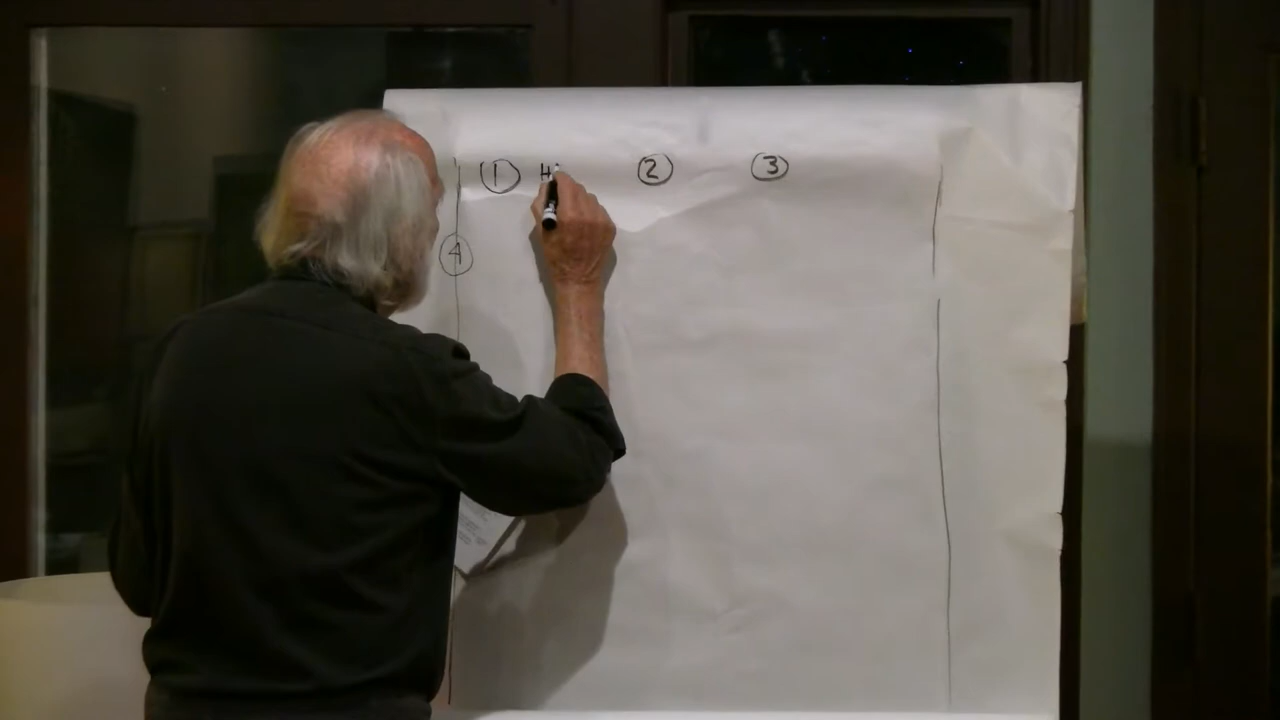 ① H ② ③
④